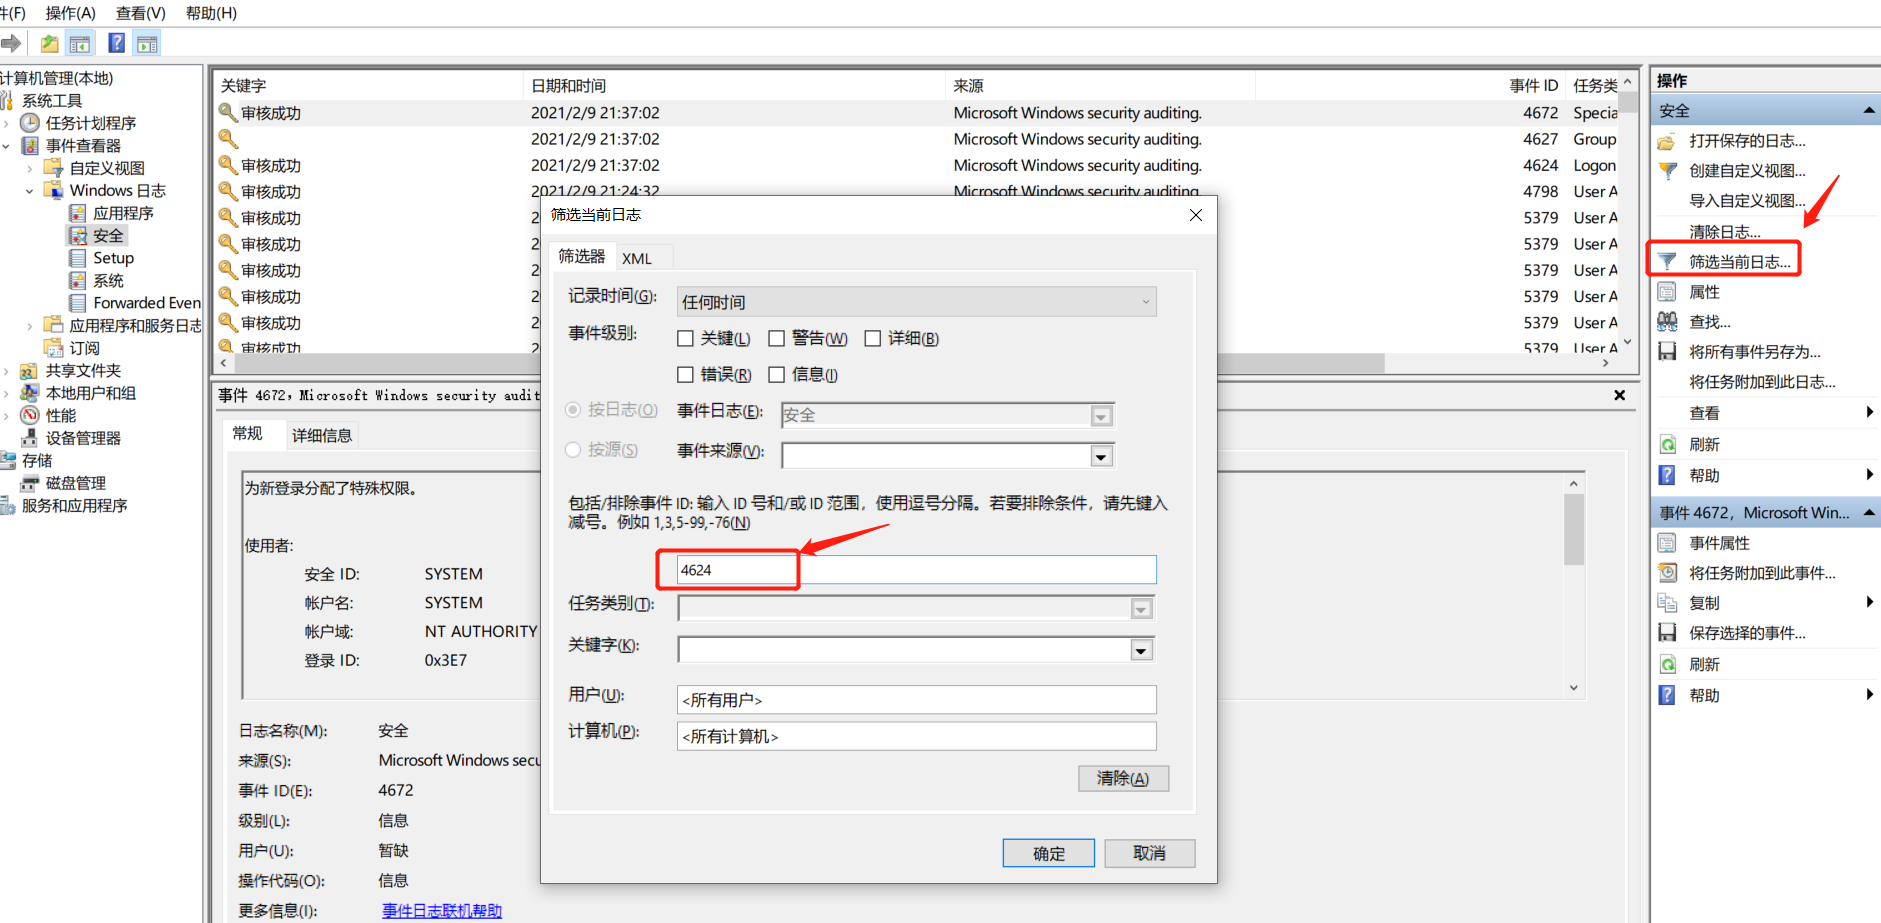 件(F) 操作(A) 查看(V) 帮助(H)
计算机管理(本地)
系统工具
任务计划程序
事件查看器
自定义视图
Windows 日志
应用程序
安全
Setup
系统
Forwarded Even
应用程序和服务日志
订阅
共享文件夹
本地用户和组
性能
设备管理器
存储
磁盘管理
服务和应用程序
关键字 日期和时间 来源 事件 ID 任务类
审核成功 2021/2/9 21:37:02 Microsoft Windows security auditing. 4672 Specia
2021/2/9 21:37:02 Microsoft Windows security auditing. 4627 Group
审核成功 2021/2/9 21:37:02 Microsoft Windows security auditing. 4624 Logon
审核成功 2021/2/9 21:24:32 Microsoft Windows security auditing. 4798 User A
审核成功 2 5379 User A
审核成功 2 5379 User A
审核成功 2 5379 User A
审核成功 2 5379 User A
审核成功 2 5379 User A
审核成功 5379 User A
事件 4672, Microsoft Windows security audit
常规 详细信息
为新登录分配了特殊权限。
使用者:
安全 ID: SYSTEM
帐户名: SYSTEM
帐户域: NT AUTHORITY
登录 ID: 0x3E7
日志名称(M): 安全
来源(S): Microsoft Windows secu
事件 ID(E): 4672
级别(L): 信息
用户(U): 暂缺
操作代码(O): 信息
更多信息(I): 事件日志联机帮助
筛选当前日志
筛选器 XML
记录时间(G): 任何时间
事件级别: 关键(L) 警告(W) 详细(B)
错误(R) 信息(I)
按日志(O) 事件日志(E): 安全
按源(S) 事件来源(V):
包括/排除事件 ID: 输入 ID 号和/或 ID 范围，使用逗号分隔。若要排除条件，请先键入
减号。例如 1,3,5-99,-76(N)
4624
任务类别(T):
关键字(K):
用户(U): <所有用户>
计算机(P): <所有计算机>
清除(A)
确定 取消
操作
安全
打开保存的日志...
创建自定义视图...
导入自定义视图...
清除日志...
筛选当前日志...
属性
查找...
将所有事件另存为...
将任务附加到此日志...
查看
刷新
帮助
事件 4672，Microsoft Win...
事件属性
将任务附加到此事件...
复制
保存选择的事件...
刷新
帮助